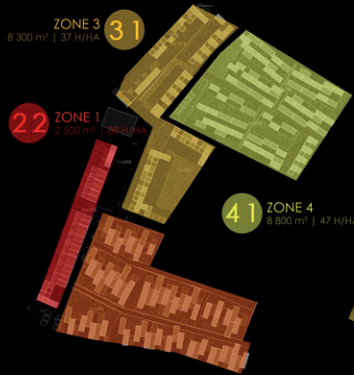 ZONE 3
8 300 m² | 37 H/HA
31
22
ZONE 1
2 500 m² | 88 H/HA
41
ZONE 4
8 800 m² | 47 H/HA